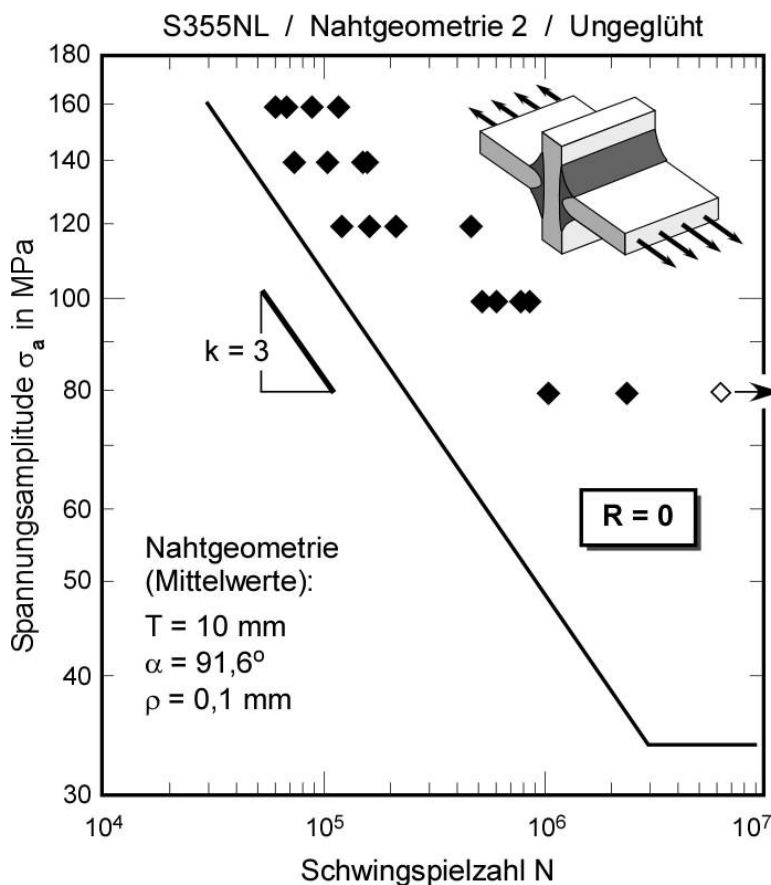 S355NL / Nahtgeometrie 2 / Ungeglüht
Spannungsamplitude σa in MPa
180
160
140
120
100
80
60
50
40
30
k = 3
R = 0
Nahtgeometrie
(Mittelwerte):
T = 10 mm
α = 91,6º
ρ = 0,1 mm
10⁴ 10⁵ 10⁶ 10⁷
Schwingspielzahl N